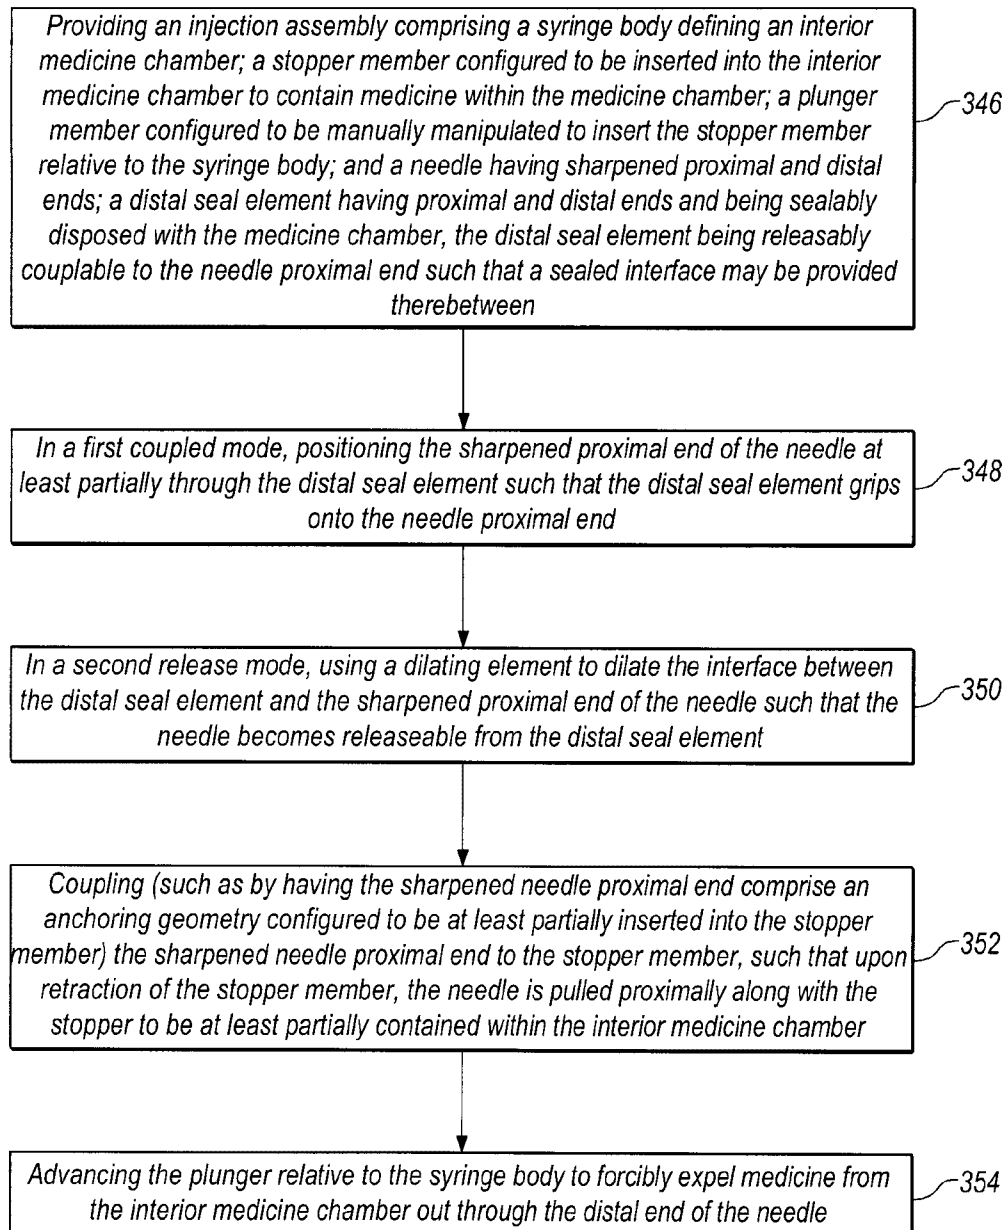 Providing an injection assembly comprising a syringe body defining an interior
medicine chamber; a stopper member configured to be inserted into the interior
medicine chamber to contain medicine within the medicine chamber; a plunger
member configured to be manually manipulated to insert the stopper member
relative to the syringe body; and a needle having sharpened proximal and distal
ends; a distal seal element having proximal and distal ends and being sealably
disposed with the medicine chamber, the distal seal element being releasably
couplable to the needle proximal end such that a sealed interface may be provided
therebetween
346
In a first coupled mode, positioning the sharpened proximal end of the needle at
least partially through the distal seal element such that the distal seal element grips
onto the needle proximal end
348
In a second release mode, using a dilating element to dilate the interface between
the distal seal element and the sharpened proximal end of the needle such that the
needle becomes releaseable from the distal seal element
350
Coupling (such as by having the sharpened needle proximal end comprise an
anchoring geometry configured to be at least partially inserted into the stopper
member) the sharpened needle proximal end to the stopper member, such that upon
retraction of the stopper member, the needle is pulled proximally along with the
stopper to be at least partially contained within the interior medicine chamber
352
Advancing the plunger relative to the syringe body to forcibly expel medicine from
the interior medicine chamber out through the distal end of the needle
354